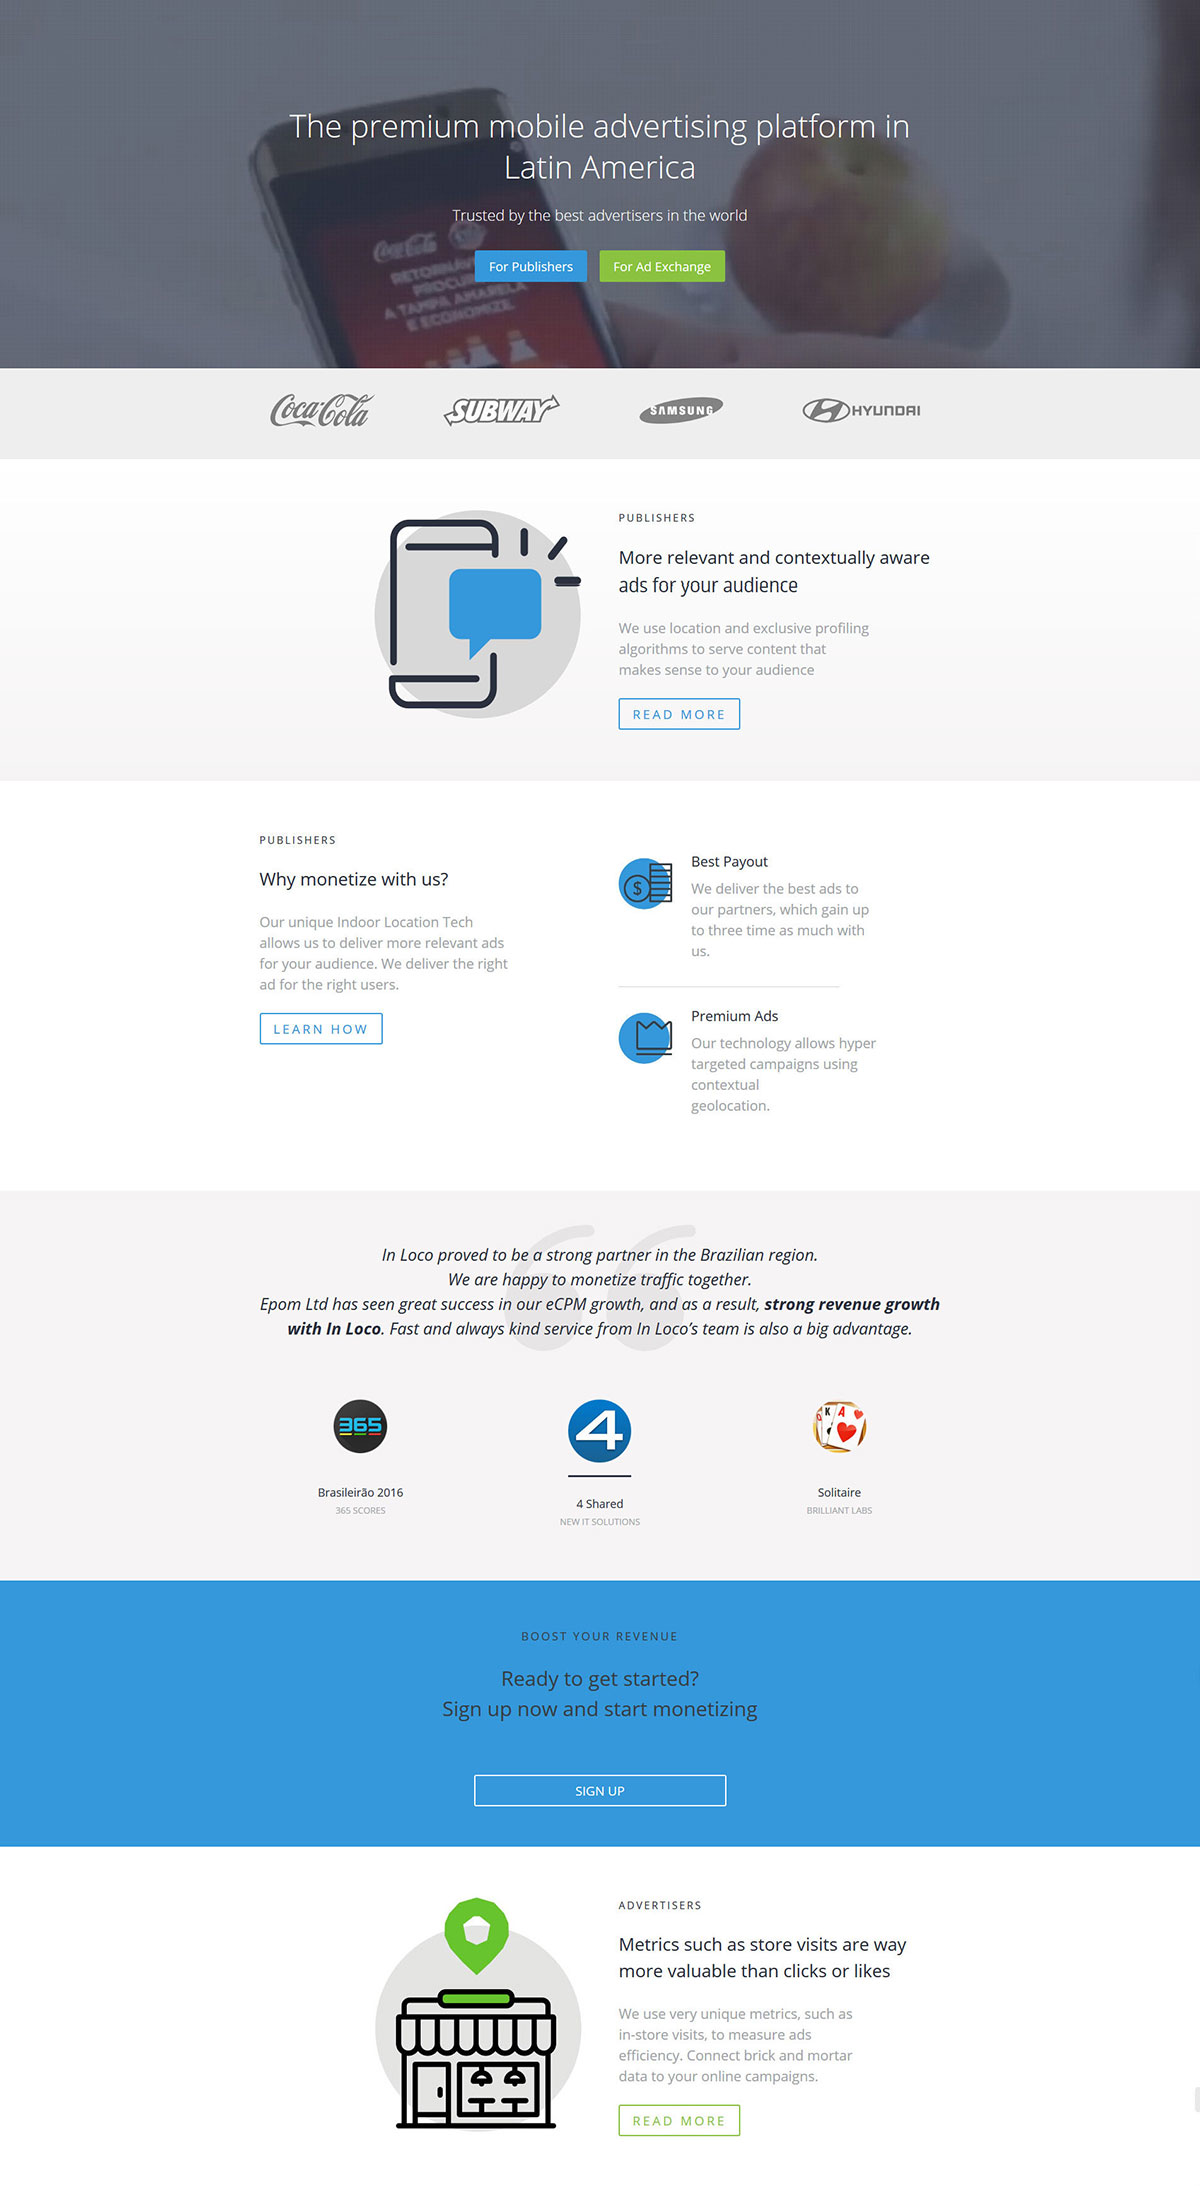 The premium mobile advertising platform in
Latin America
Trusted by the best advertisers in the world
For Publishers
For Ad Exchange
Coca-Cola
RETORNÁ
PROCU
A TAMPA AMARELA
E ECONOMIZE.
Coca-Cola
SUBWAY
SAMSUNG
HYUNDAI
PUBLISHERS
More relevant and contextually aware
ads for your audience
We use location and exclusive profiling
algorithms to serve content that
makes sense to your audience
READ MORE
PUBLISHERS
Why monetize with us?
Our unique Indoor Location Tech
allows us to deliver more relevant ads
for your audience. We deliver the right
ad for the right users.
LEARN HOW
$
Best Payout
We deliver the best ads to
our partners, which gain up
to three time as much with
us.
Premium Ads
Our technology allows hyper
targeted campaigns using
contextual
geolocation.
In Loco proved to be a strong partner in the Brazilian region.
We are happy to monetize traffic together.
Epom Ltd has seen great success in our eCPM growth, and as a result, strong revenue growth
with In Loco. Fast and always kind service from In Loco’s team is also a big advantage.
365
4
Q K A
Brasileirão 2016
365 SCORES
4 Shared
NEW IT SOLUTIONS
Solitaire
BRILLIANT LABS
BOOST YOUR REVENUE
Ready to get started?
Sign up now and start monetizing
SIGN UP
ADVERTISERS
Metrics such as store visits are way
more valuable than clicks or likes
We use very unique metrics, such as
in-store visits, to measure ads
efficiency. Connect brick and mortar
data to your online campaigns.
READ MORE